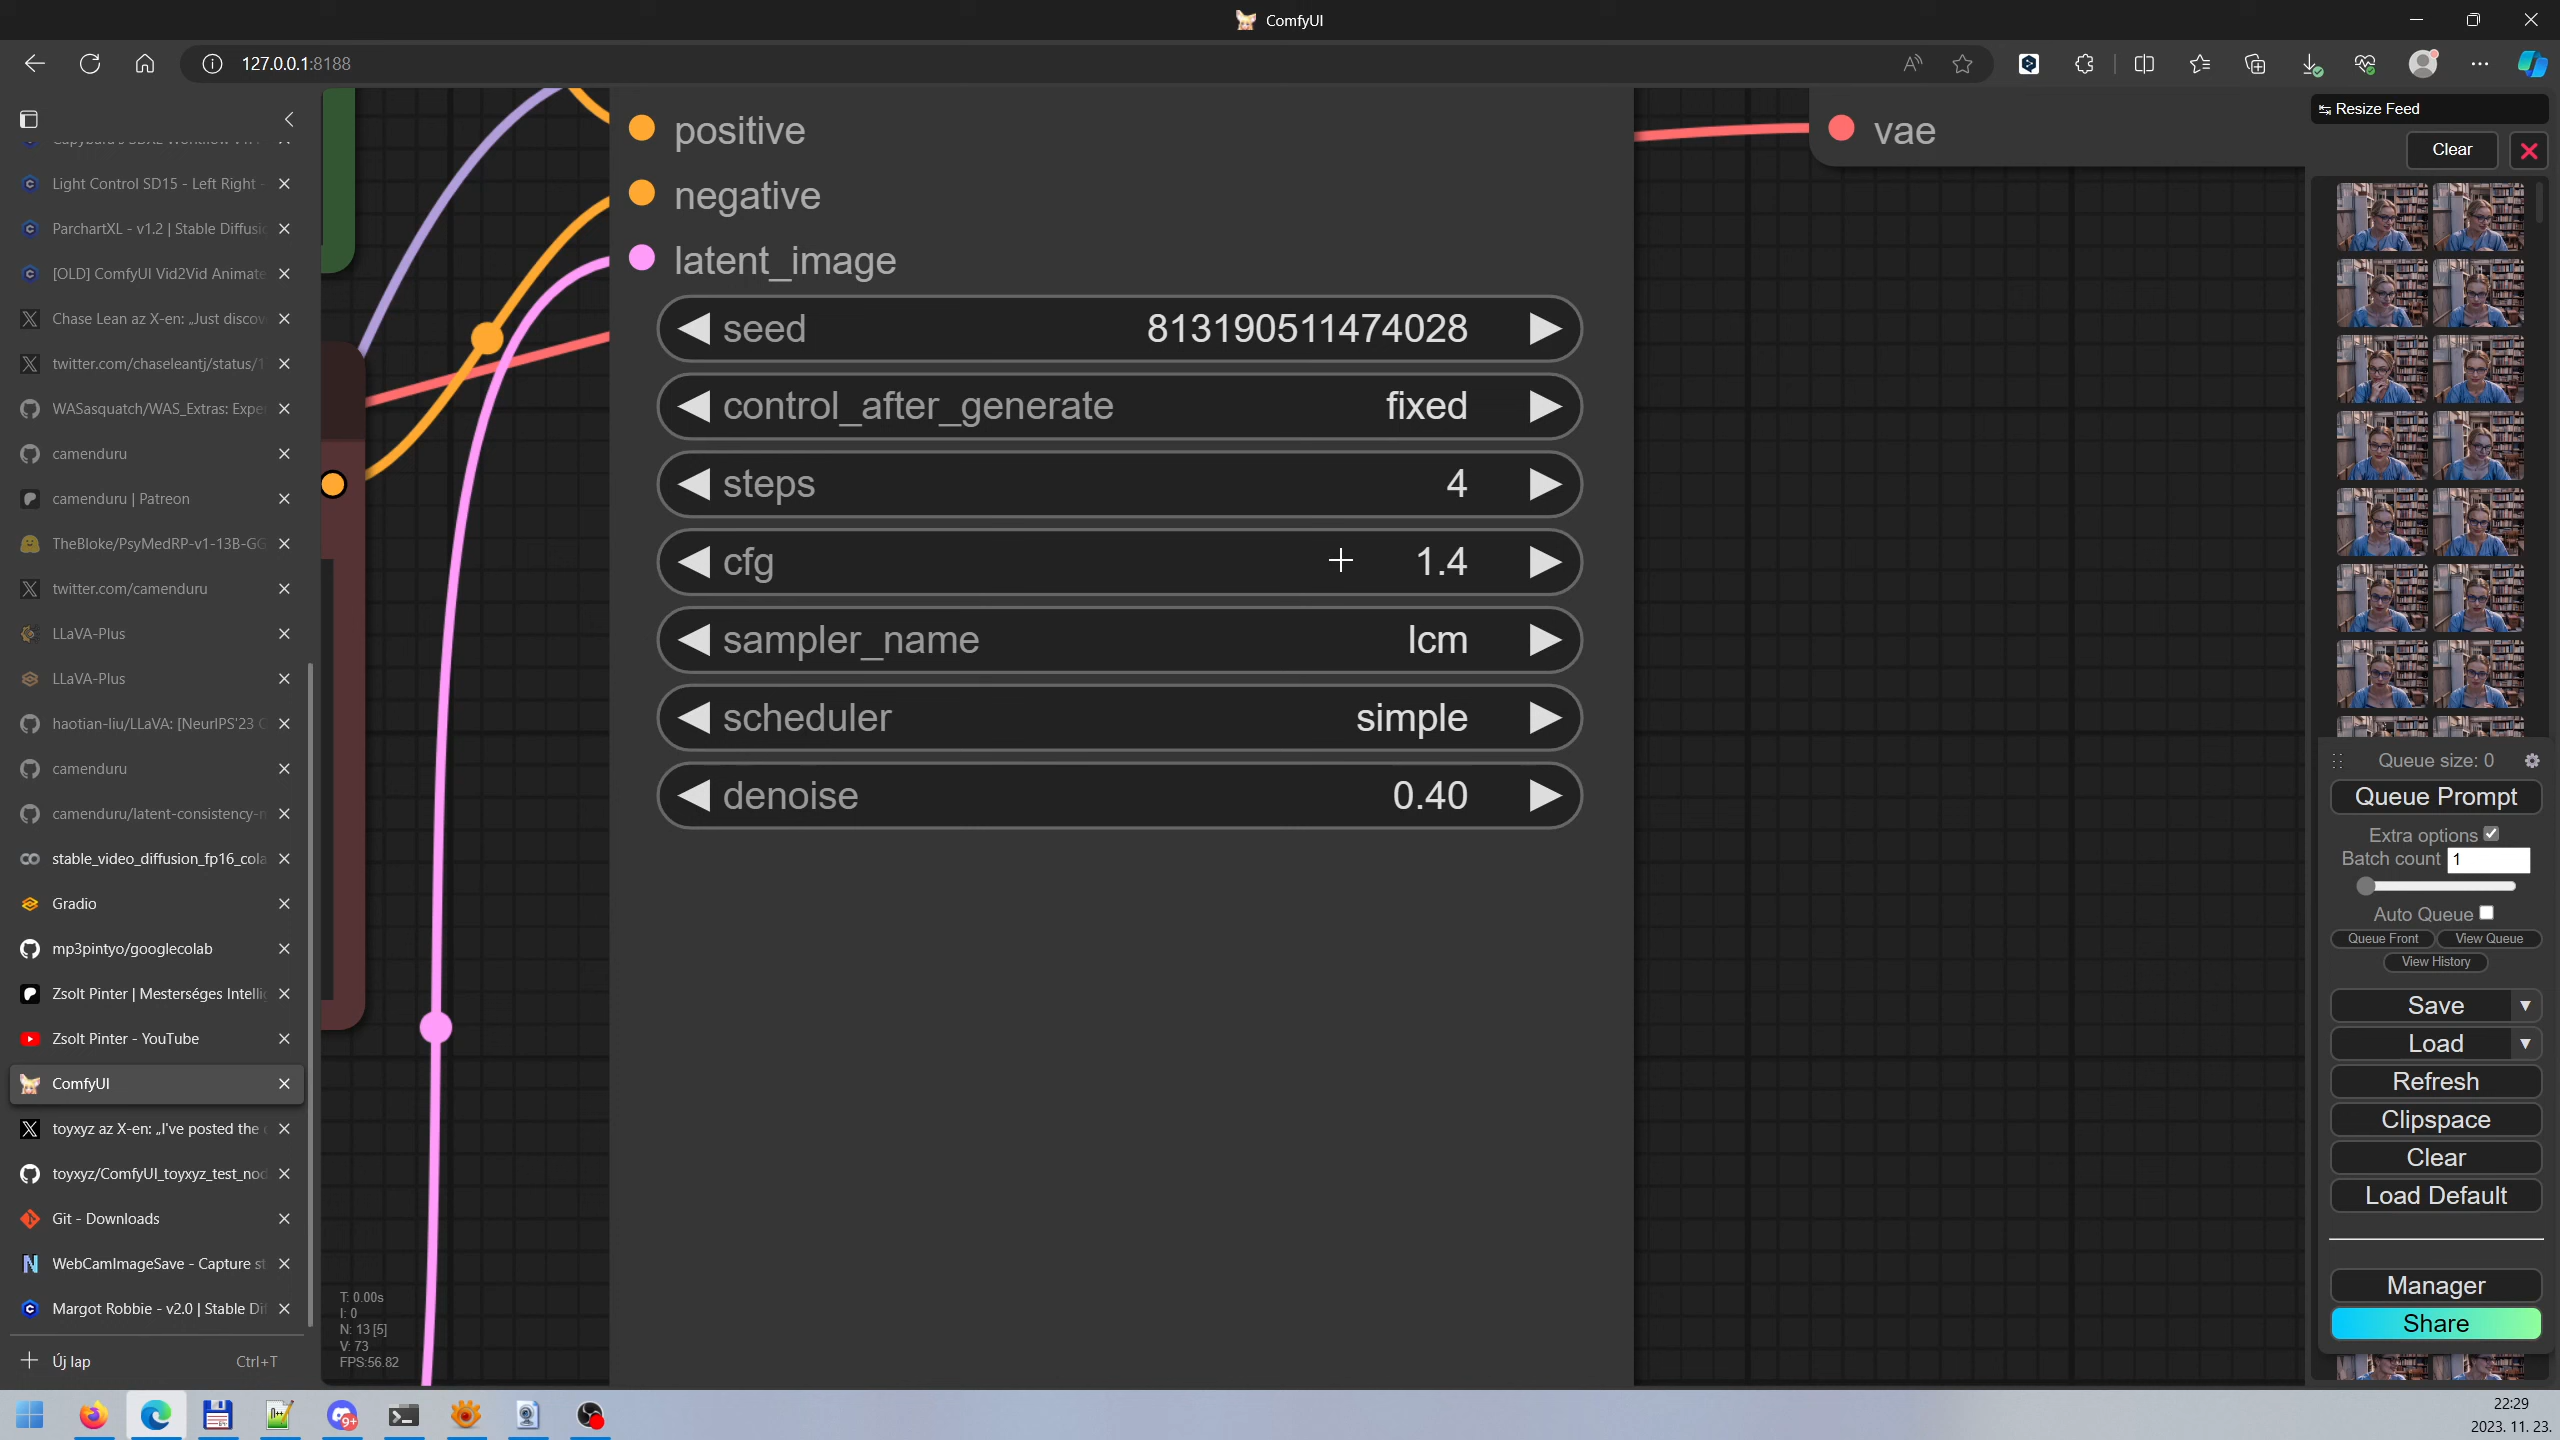 ComfyUI
127.0.0.1:8188
Light Control SD15 - Left Right -
ParchartXL - v1.2 | Stable Diffusi
[OLD] ComfyUI Vid2Vid Animate
Chase Lean az X-en: „Just discov
twitter.com/chaseleantj/status/1
WASasquatch/WAS_Extras: Exper
camenduru
camenduru | Patreon
TheBloke/PsyMedRP-v1-13B-GG
twitter.com/camenduru
LLaVA-Plus
LLaVA-Plus
haotian-liu/LLaVA: [NeurIPS'23 O
camenduru
camenduru/latent-consistency-m
stable_video_diffusion_fp16_cola
Gradio
mp3pintyo/googlecolab
Zsolt Pinter | Mesterséges Intellig
Zsolt Pinter - YouTube
ComfyUI
toyxyz az X-en: „I've posted the
toyxyz/ComfyUI_toyxyz_test_nod
Git - Downloads
WebCamImageSave - Capture st
Margot Robbie - v2.0 | Stable Dif
Új lap Ctrl+T
positive
negative
latent_image
seed 813190511474028
control_after_generate fixed
steps 4
cfg 1.4
sampler_name lcm
scheduler simple
denoise 0.40
vae
T: 0.00s
I: 0
N: 13 [5]
V: 73
FPS:56.82
Resize Feed
Clear
Queue size: 0
Queue Prompt
Extra options
Batch count 1
Auto Queue
Queue Front View Queue
View History
Save
Load
Refresh
Clipspace
Clear
Load Default
Manager
Share
9+
22:29
2023. 11. 23.